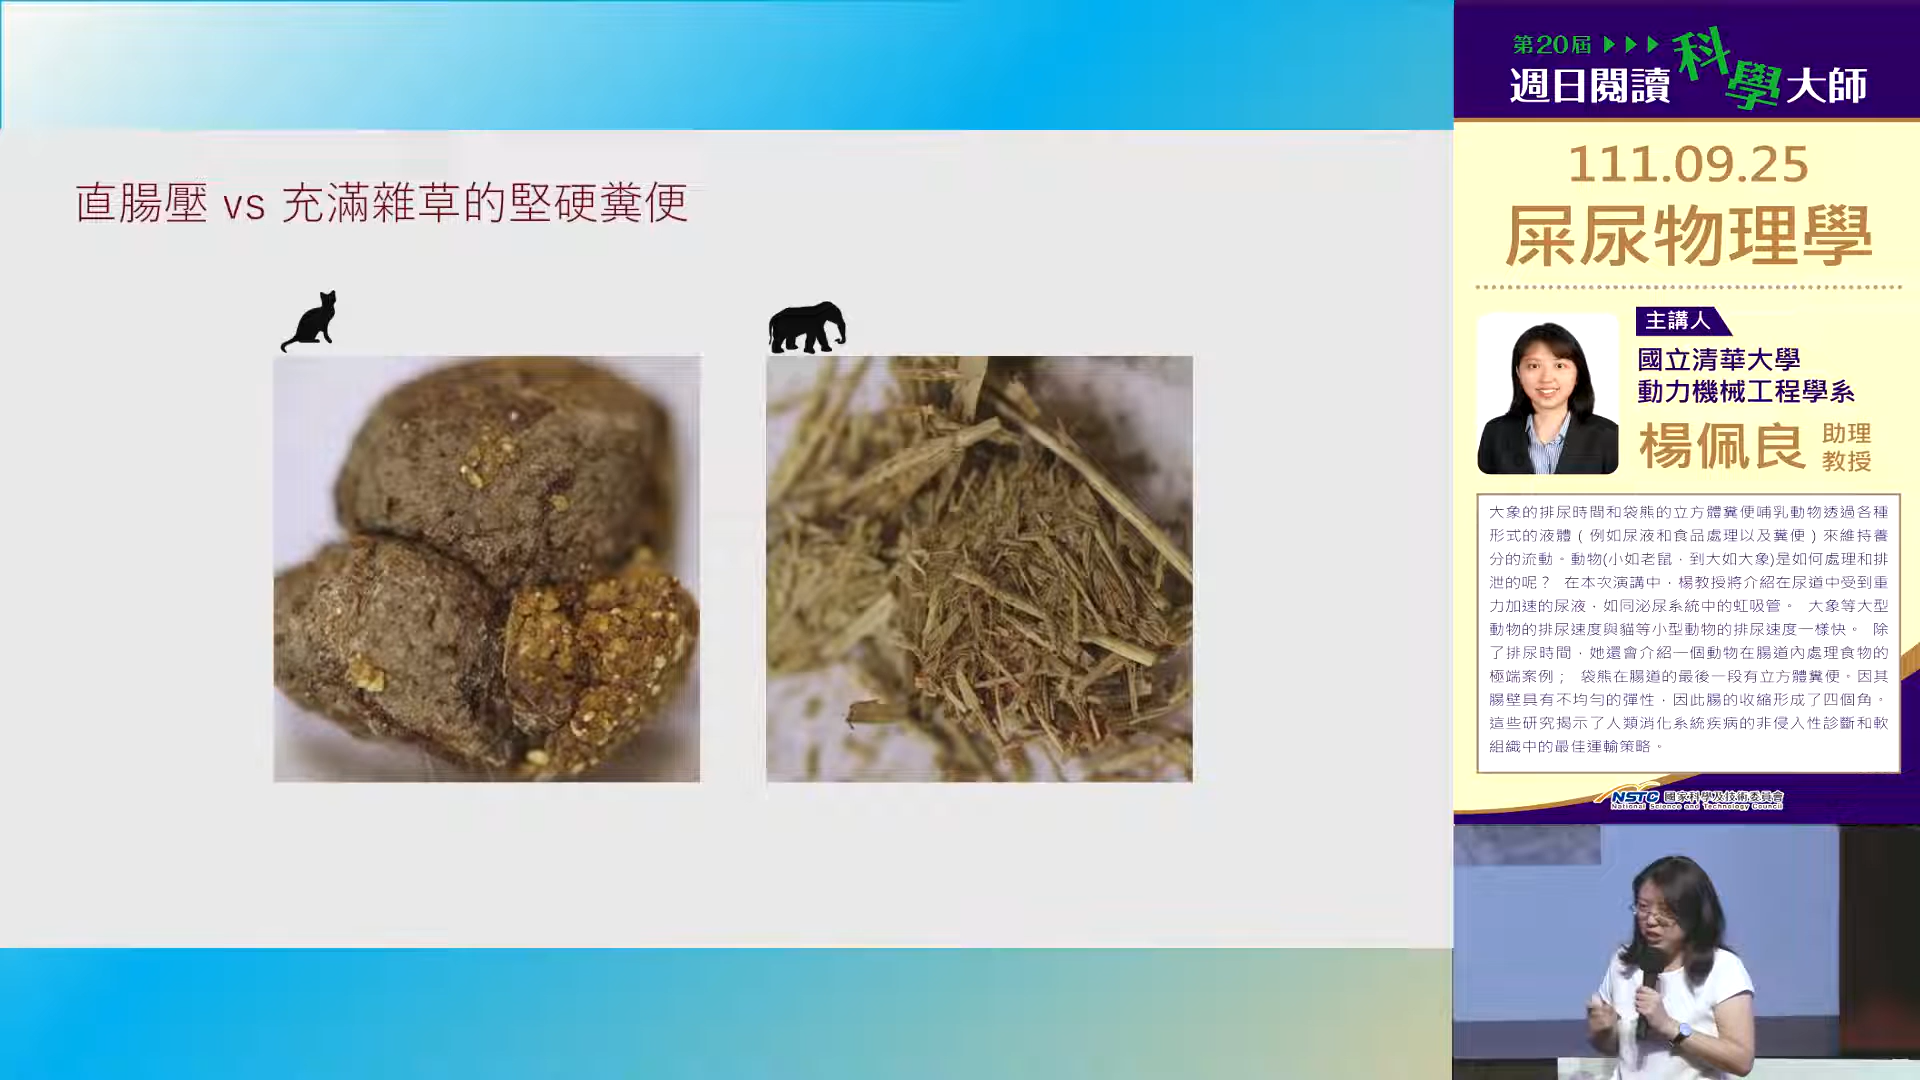 直腸壓 vs 充滿雜草的堅硬糞便
第20屆
週日閱讀科學大師
111.09.25
屎尿物理學
主講人
國立清華大學
動力機械工程學系
楊佩良 助理教授
大象的排尿時間和袋熊的立方體糞便哺乳動物透過各種
形式的液體(例如尿液和食品處理以及糞便)來維持養
分的流動。動物(小如老鼠，到大如大象)是如何處理和排
泄的呢？ 在本次演講中，楊教授將介紹在尿道中受到重
力加速的尿液，如同泌尿系統中的虹吸管。 大象等大型
動物的排尿速度與貓等小型動物的排尿速度一樣快。 除
了排尿時間，她還會介紹一個動物在腸道內處理食物的
極端案例； 袋熊在腸道的最後一段有立方體糞便。因其
腸壁具有不均勻的彈性，因此腸的收縮形成了四個角。
這些研究揭示了人類消化系統疾病的非侵入性診斷和軟
組織中的最佳運輸策略。
NSTC 國家科學及技術委員會
National Science and Technology Council